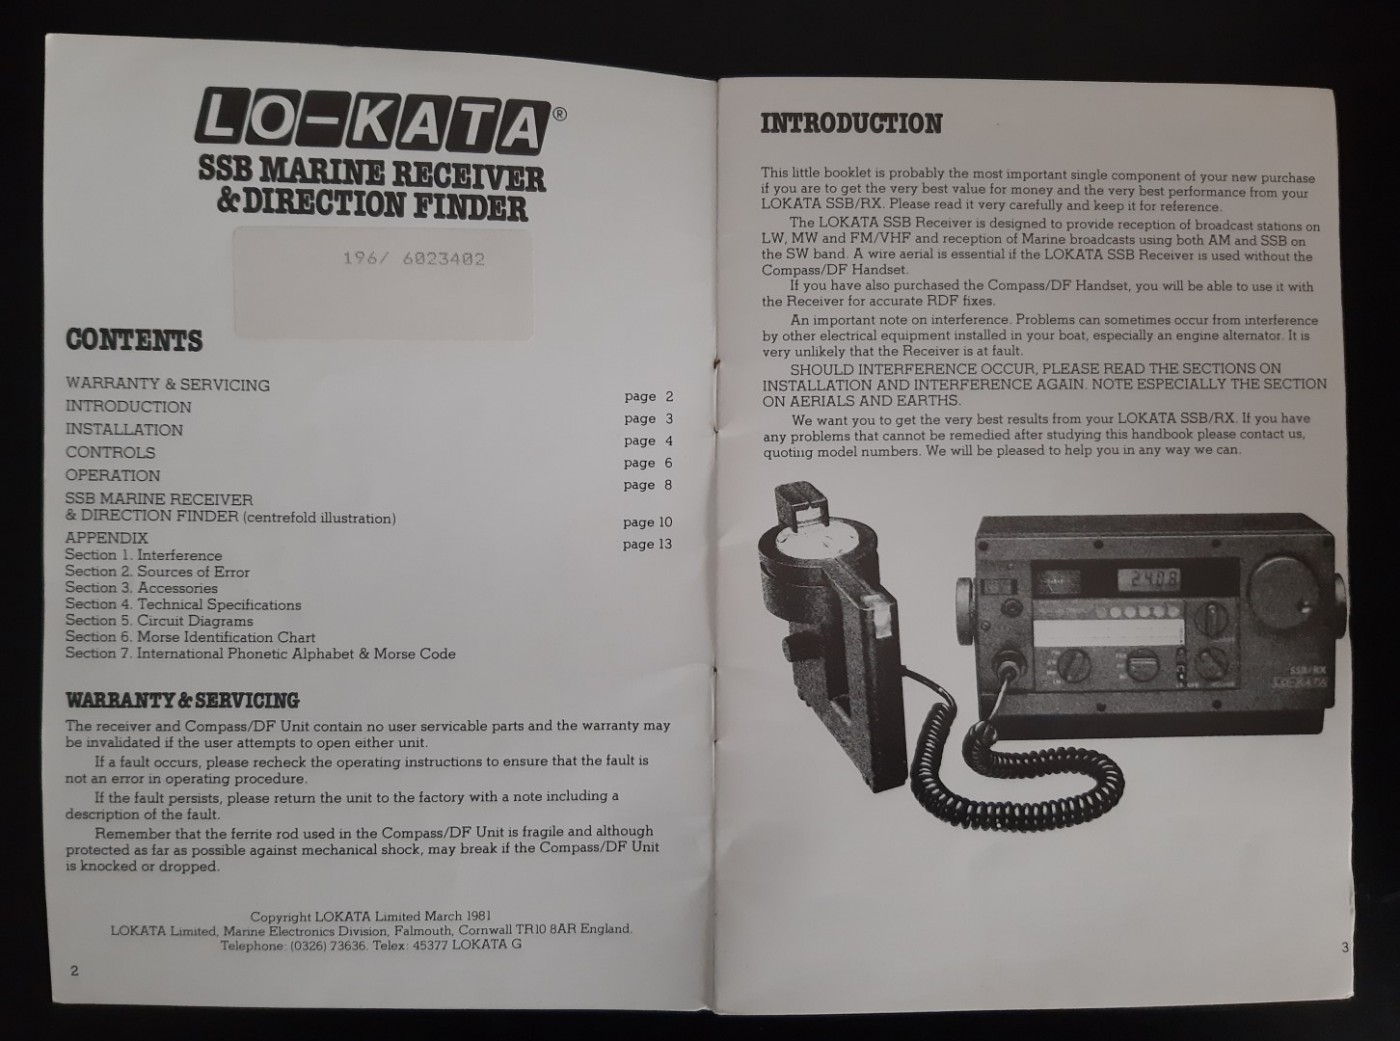 LO-KATA®
SSB MARINE RECEIVER
& DIRECTION FINDER
196/ 6023402
CONTENTS
WARRANTY & SERVICING page 2
INTRODUCTION page 3
INSTALLATION page 4
CONTROLS page 6
OPERATION page 8
SSB MARINE RECEIVER
& DIRECTION FINDER (centrefold illustration) page 10
APPENDIX page 13
Section 1. Interference
Section 2. Sources of Error
Section 3. Accessories
Section 4. Technical Specifications
Section 5. Circuit Diagrams
Section 6. Morse Identification Chart
Section 7. International Phonetic Alphabet & Morse Code
WARRANTY & SERVICING
The receiver and Compass/DF Unit contain no user servicable parts and the warranty may
be invalidated if the user attempts to open either unit.
If a fault occurs, please recheck the operating instructions to ensure that the fault is
not an error in operating procedure.
If the fault persists, please return the unit to the factory with a note including a
description of the fault.
Remember that the ferrite rod used in the Compass/DF Unit is fragile and although
protected as far as possible against mechanical shock, may break if the Compass/DF Unit
is knocked or dropped.
Copyright LOKATA Limited March 1981
LOKATA Limited, Marine Electronics Division, Falmouth, Cornwall TR10 8AR England.
Telephone: (0326) 73636. Telex: 45377 LOKATA G
2
INTRODUCTION
This little booklet is probably the most important single component of your new purchase
if you are to get the very best value for money and the very best performance from your
LOKATA SSB/RX. Please read it very carefully and keep it for reference.
The LOKATA SSB Receiver is designed to provide reception of broadcast stations on
LW, MW and FM/VHF and reception of Marine broadcasts using both AM and SSB on
the SW band. A wire aerial is essential if the LOKATA SSB Receiver is used without the
Compass/DF Handset.
If you have also purchased the Compass/DF Handset, you will be able to use it with
the Receiver for accurate RDF fixes.
An important note on interference. Problems can sometimes occur from interference
by other electrical equipment installed in your boat, especially an engine alternator. It is
very unlikely that the Receiver is at fault.
SHOULD INTERFERENCE OCCUR, PLEASE READ THE SECTIONS ON
INSTALLATION AND INTERFERENCE AGAIN. NOTE ESPECIALLY THE SECTION
ON AERIALS AND EARTHS.
We want you to get the very best results from your LOKATA SSB/RX. If you have
any problems that cannot be remedied after studying this handbook please contact us,
quoting model numbers. We will be pleased to help you in any way we can.
2408
SSB/RX
LO-KATA
3